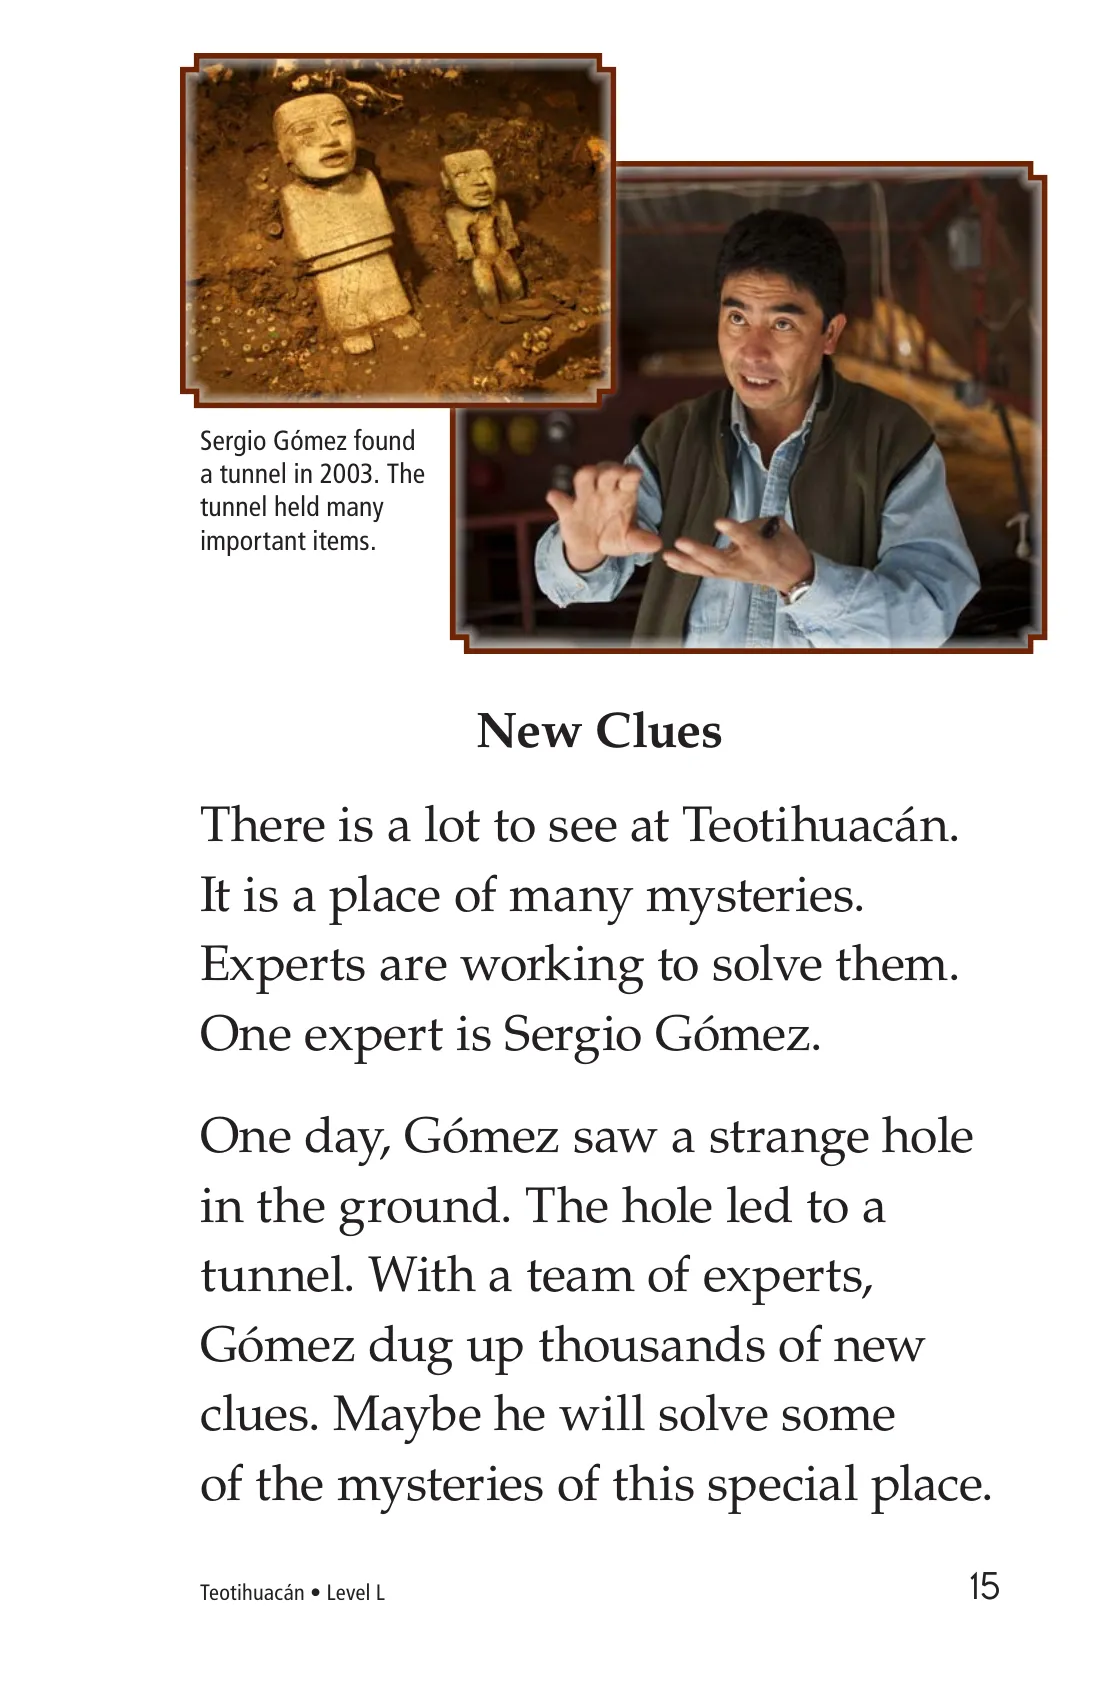 Sergio Gómez found
a tunnel in 2003. The
tunnel held many
important items.
New Clues
There is a lot to see at Teotihuacán.
It is a place of many mysteries.
Experts are working to solve them.
One expert is Sergio Gómez.
One day, Gómez saw a strange hole
in the ground. The hole led to a
tunnel. With a team of experts,
Gómez dug up thousands of new
clues. Maybe he will solve some
of the mysteries of this special place.
Teotihuacán • Level L
15